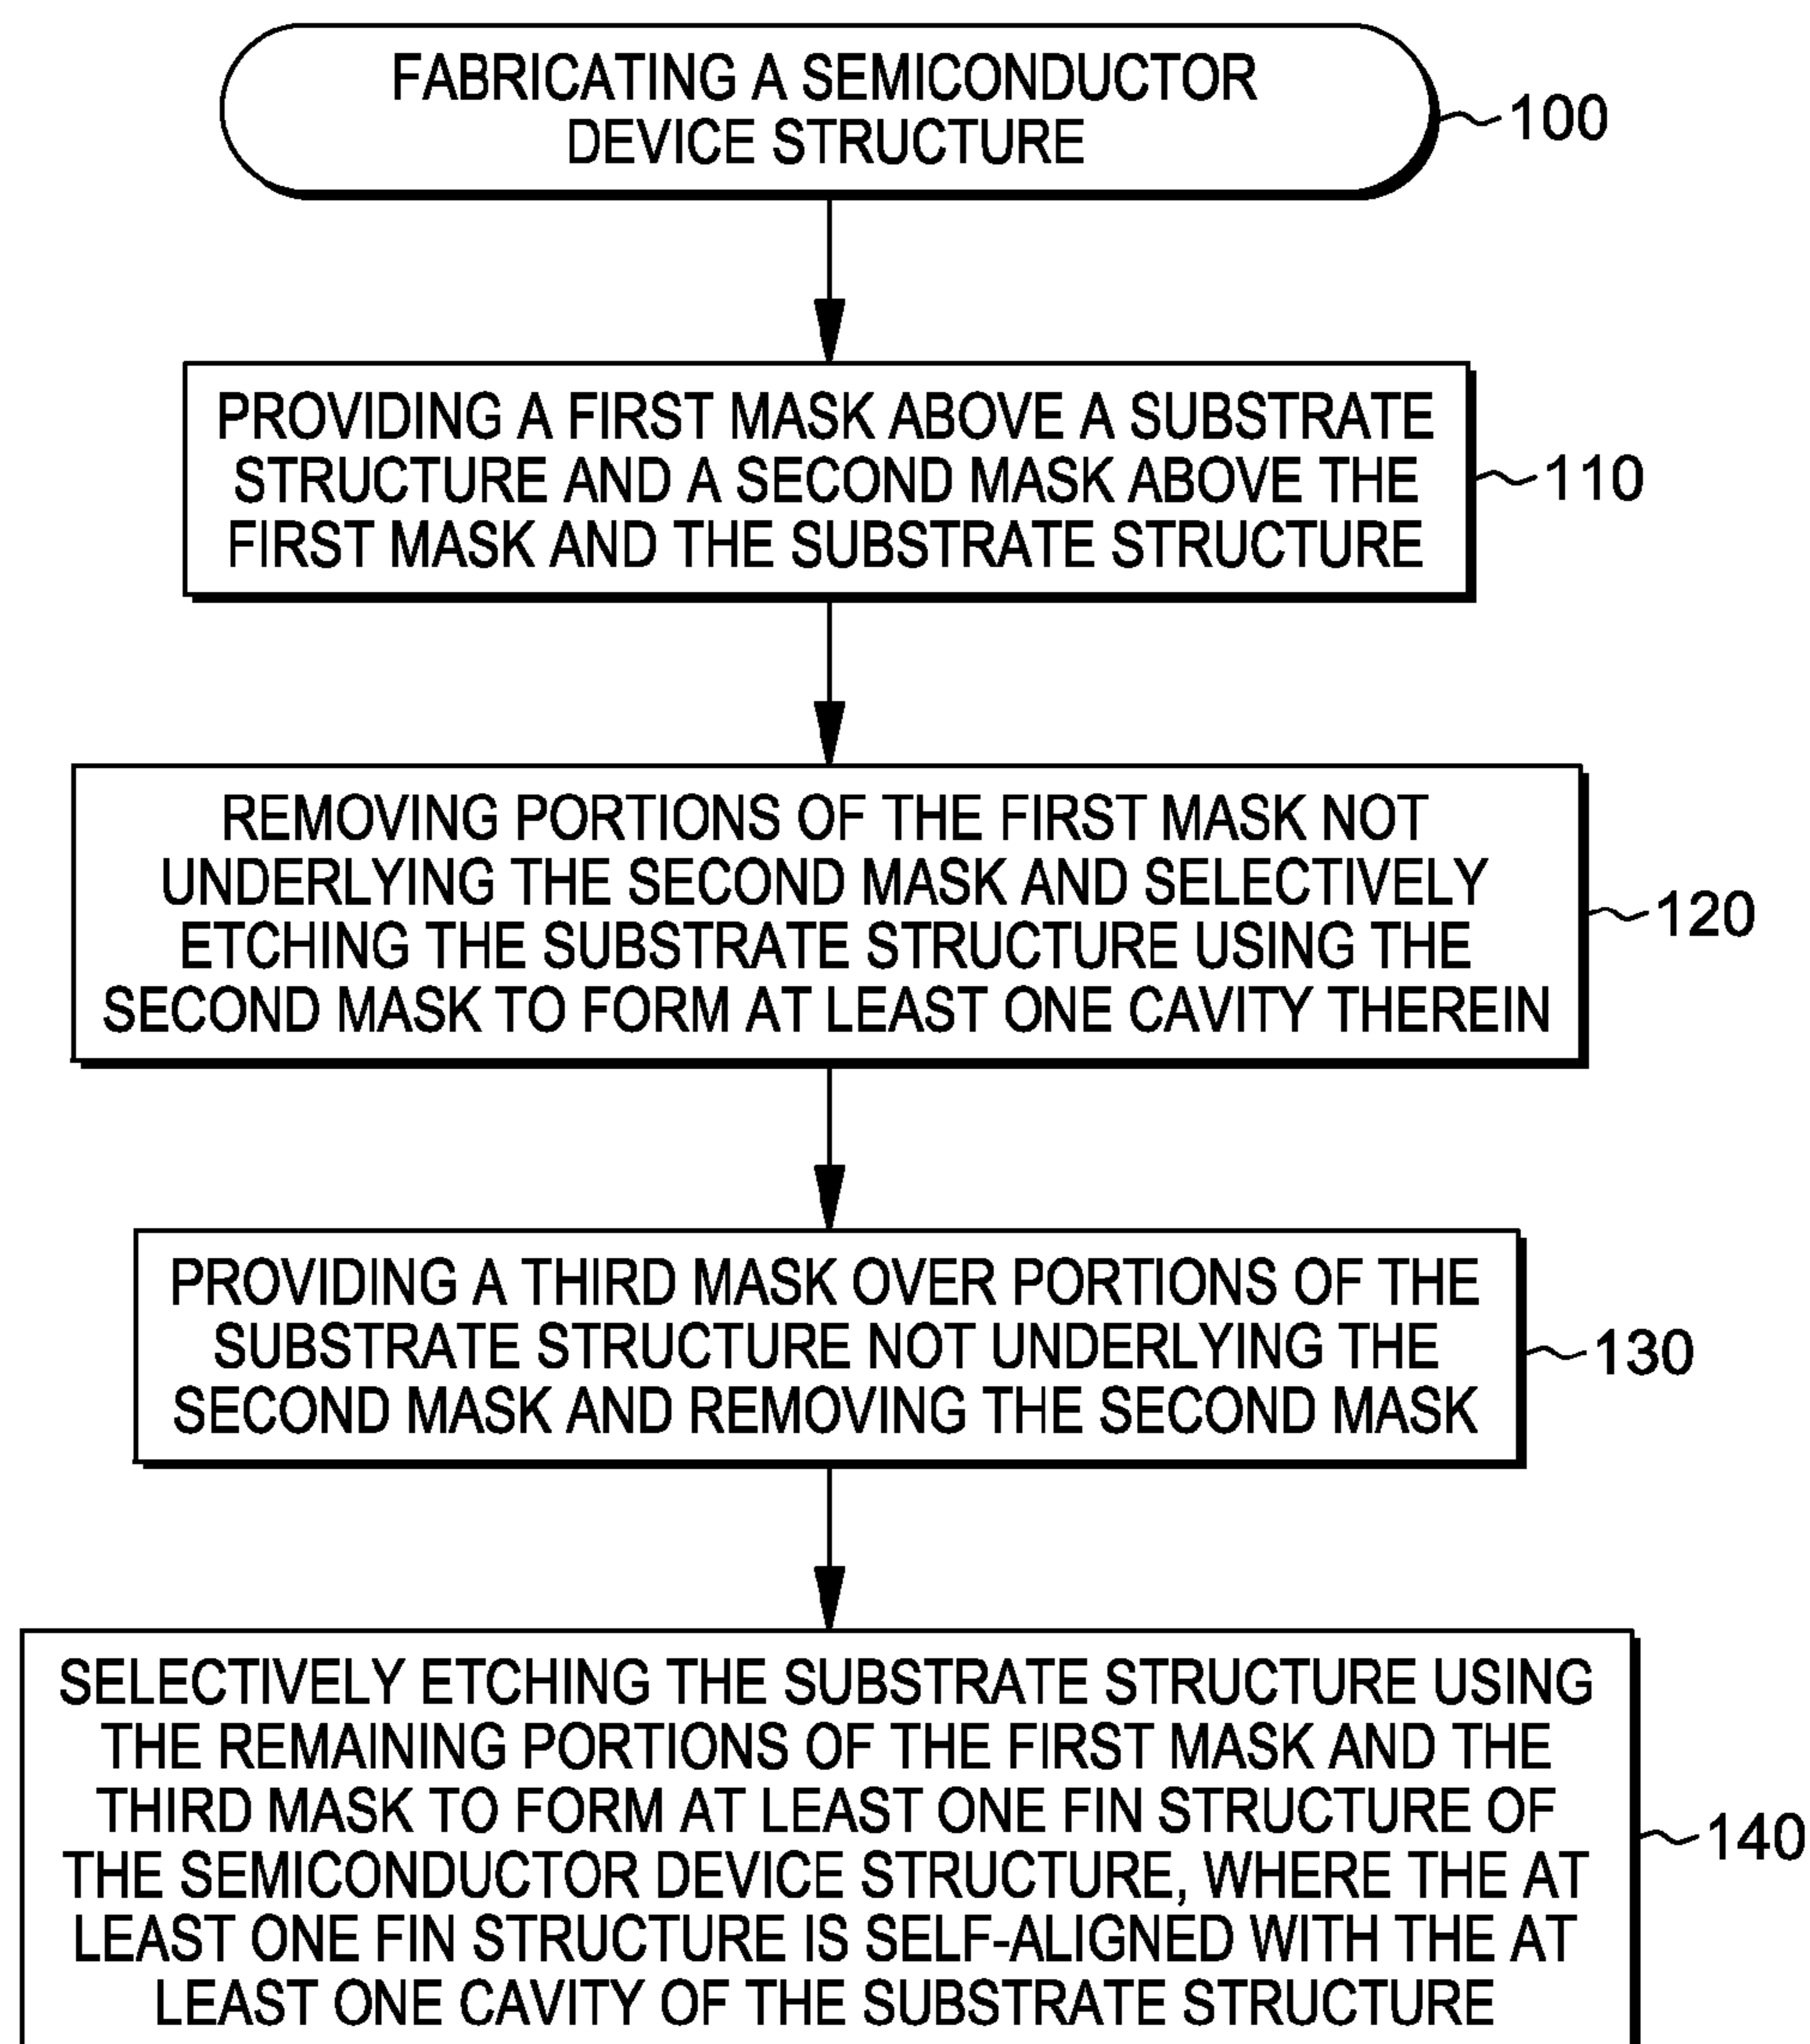 FABRICATING A SEMICONDUCTOR
DEVICE STRUCTURE
100
PROVIDING A FIRST MASK ABOVE A SUBSTRATE
STRUCTURE AND A SECOND MASK ABOVE THE
FIRST MASK AND THE SUBSTRATE STRUCTURE
110
REMOVING PORTIONS OF THE FIRST MASK NOT
UNDERLYING THE SECOND MASK AND SELECTIVELY
ETCHING THE SUBSTRATE STRUCTURE USING THE
SECOND MASK TO FORM AT LEAST ONE CAVITY THEREIN
120
PROVIDING A THIRD MASK OVER PORTIONS OF THE
SUBSTRATE STRUCTURE NOT UNDERLYING THE
SECOND MASK AND REMOVING THE SECOND MASK
130
SELECTIVELY ETCHING THE SUBSTRATE STRUCTURE USING
THE REMAINING PORTIONS OF THE FIRST MASK AND THE
THIRD MASK TO FORM AT LEAST ONE FIN STRUCTURE OF
THE SEMICONDUCTOR DEVICE STRUCTURE, WHERE THE AT
LEAST ONE FIN STRUCTURE IS SELF-ALIGNED WITH THE AT
LEAST ONE CAVITY OF THE SUBSTRATE STRUCTURE
140